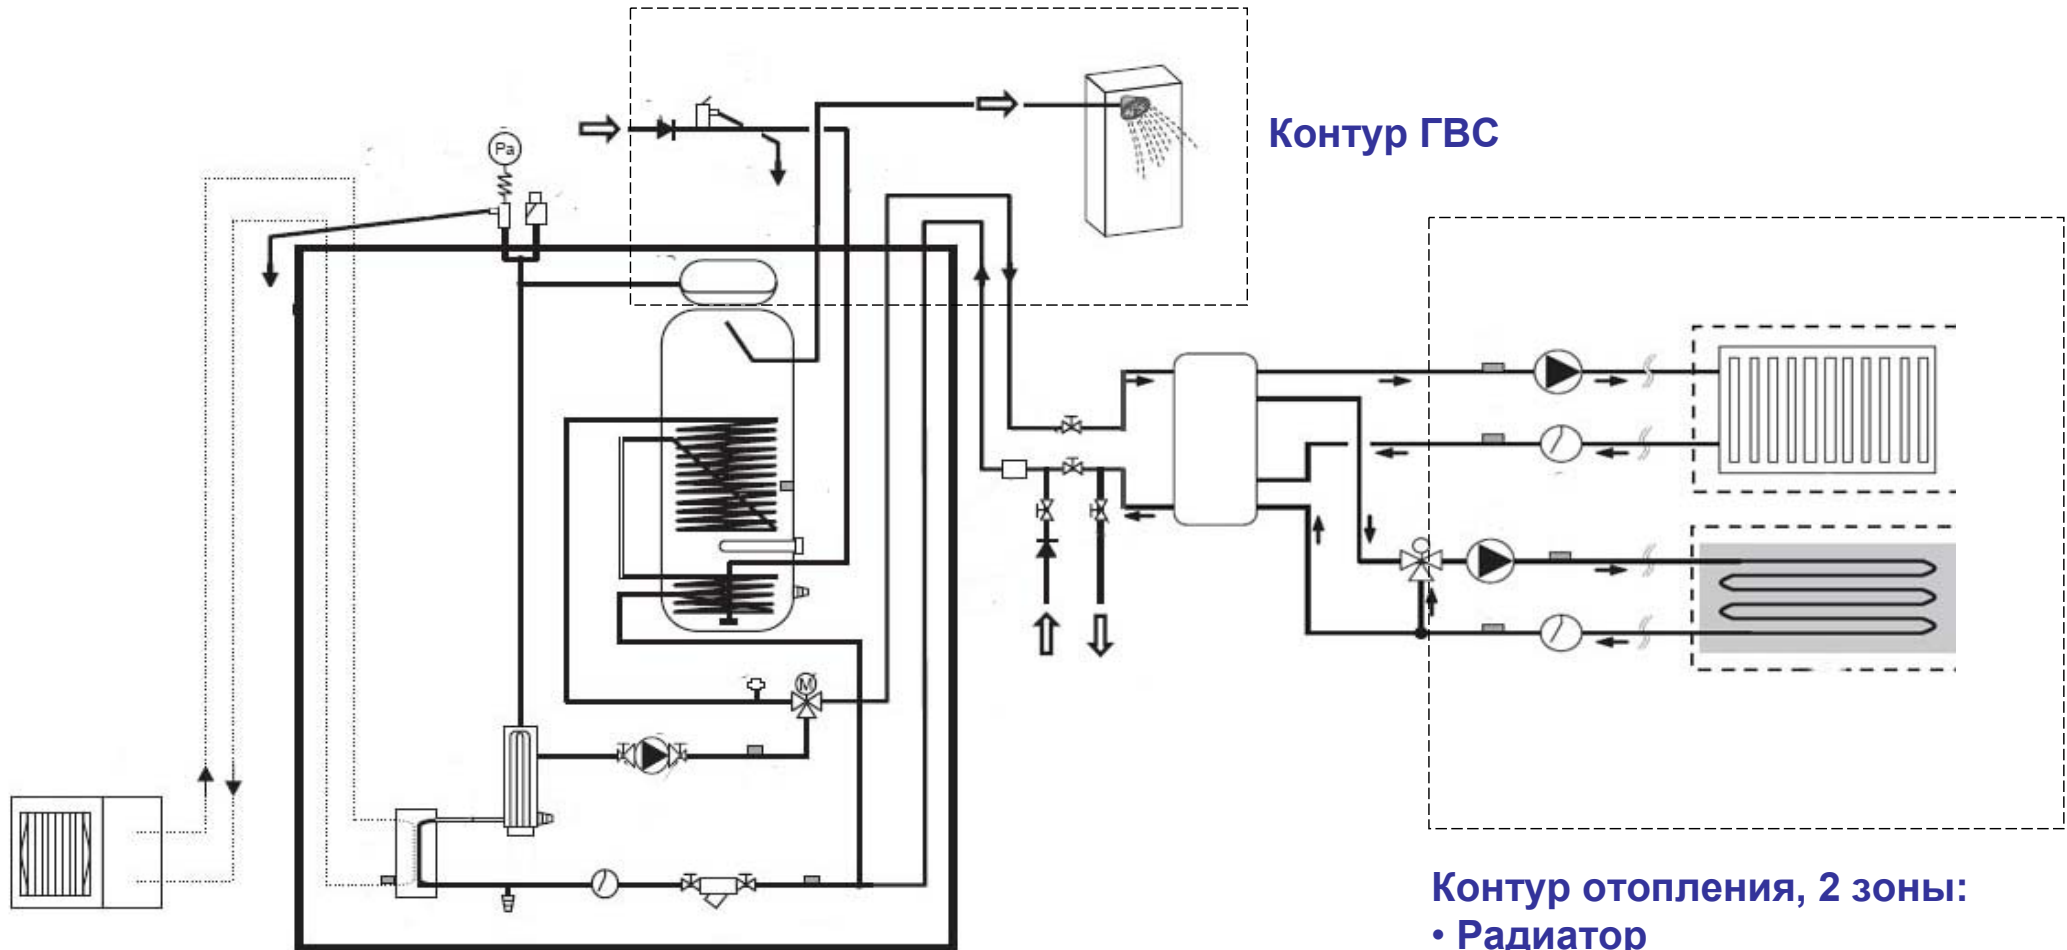 Контур ГВС
Pa
M
Контур отопления, 2 зоны:
• Радиатор